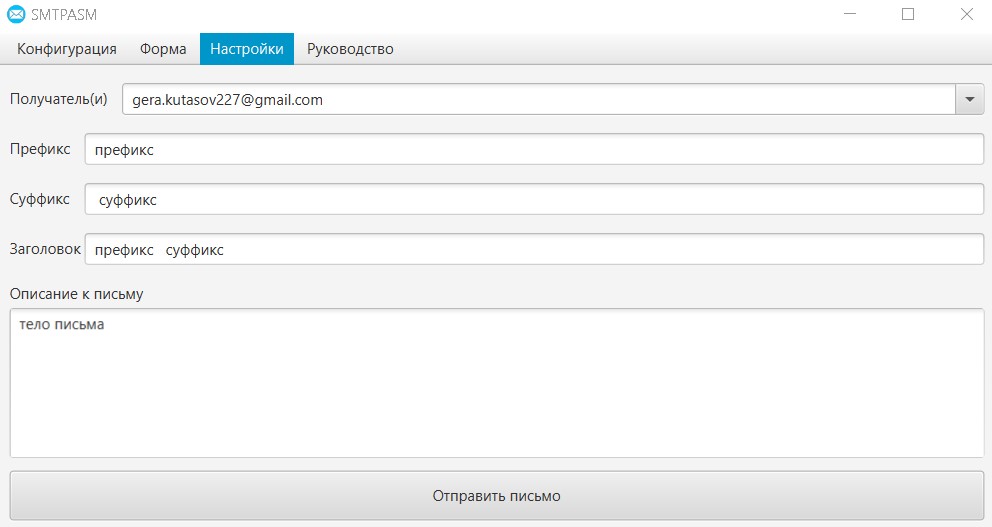 SMTPASM
Конфигурация Форма Настройки Руководство
Получатель(и) gera.kutasov227@gmail.com
Префикс префикс
Суффикс суффикс
Заголовок префикс суффикс
Описание к письму
тело письма
Отправить письмо